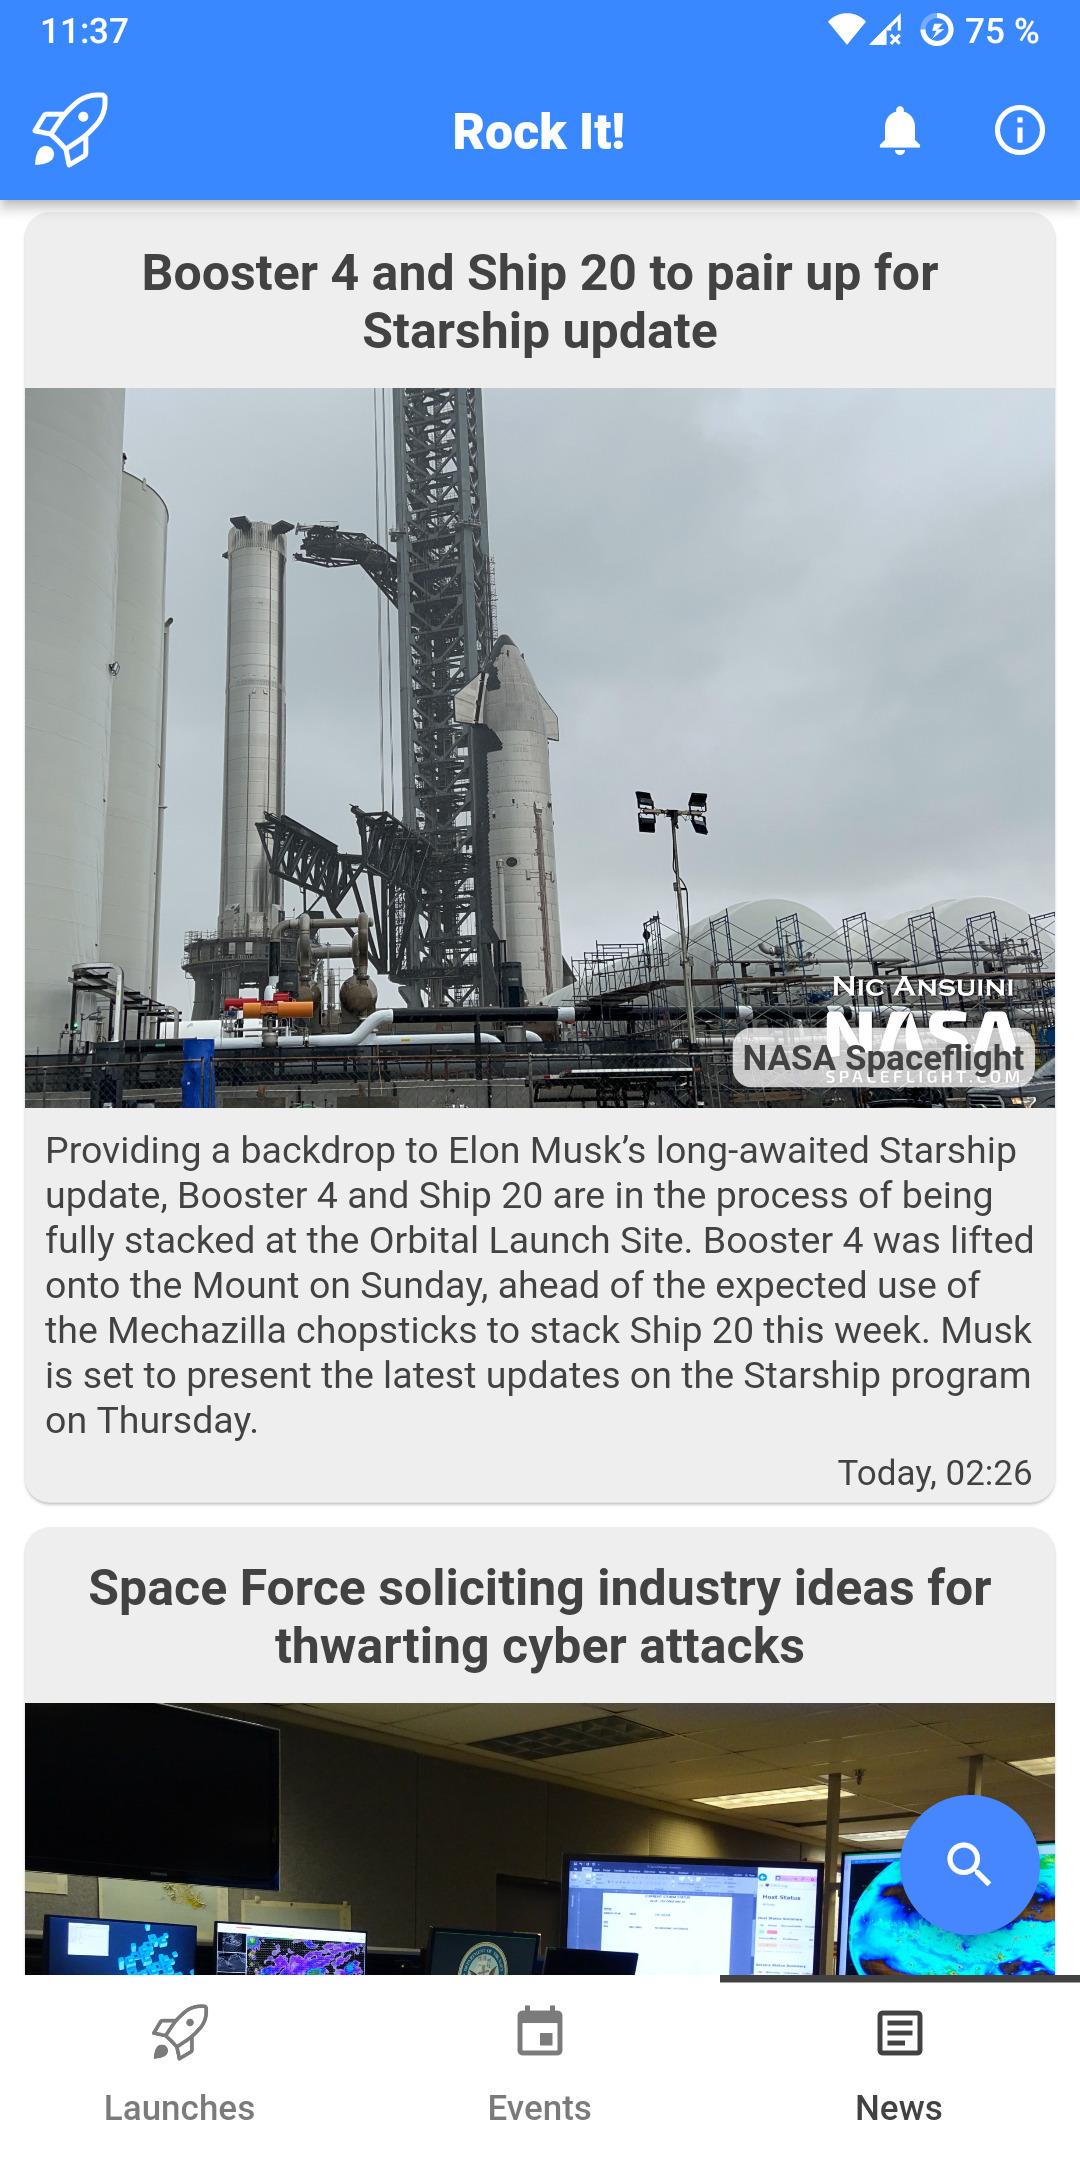 11:37
75 %
Rock It!
Booster 4 and Ship 20 to pair up for
Starship update
NIC ANSUINI
NASA
NASA Spaceflight
SPACEFLIGHT.COM
Providing a backdrop to Elon Musk’s long-awaited Starship
update, Booster 4 and Ship 20 are in the process of being
fully stacked at the Orbital Launch Site. Booster 4 was lifted
onto the Mount on Sunday, ahead of the expected use of
the Mechazilla chopsticks to stack Ship 20 this week. Musk
is set to present the latest updates on the Starship program
on Thursday.
Today, 02:26
Space Force soliciting industry ideas for
thwarting cyber attacks
Host Status
Launches
Events
News